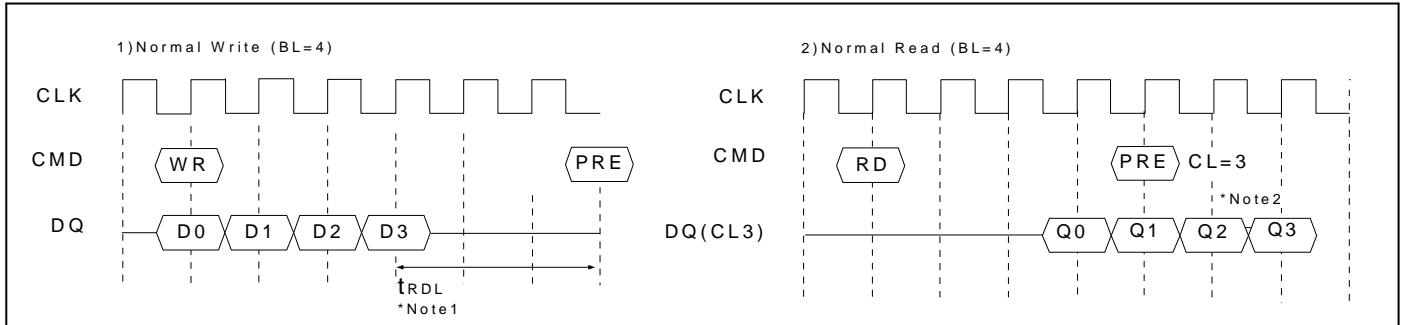 1)Normal Write (BL=4)
CLK
CMD
WR
PRE
DQ
D0 D1 D2 D3
tRDL
*Note1
2)Normal Read (BL=4)
CLK
CMD
RD
PRE CL=3
*Note2
DQ(CL3)
Q0 Q1 Q2 Q3